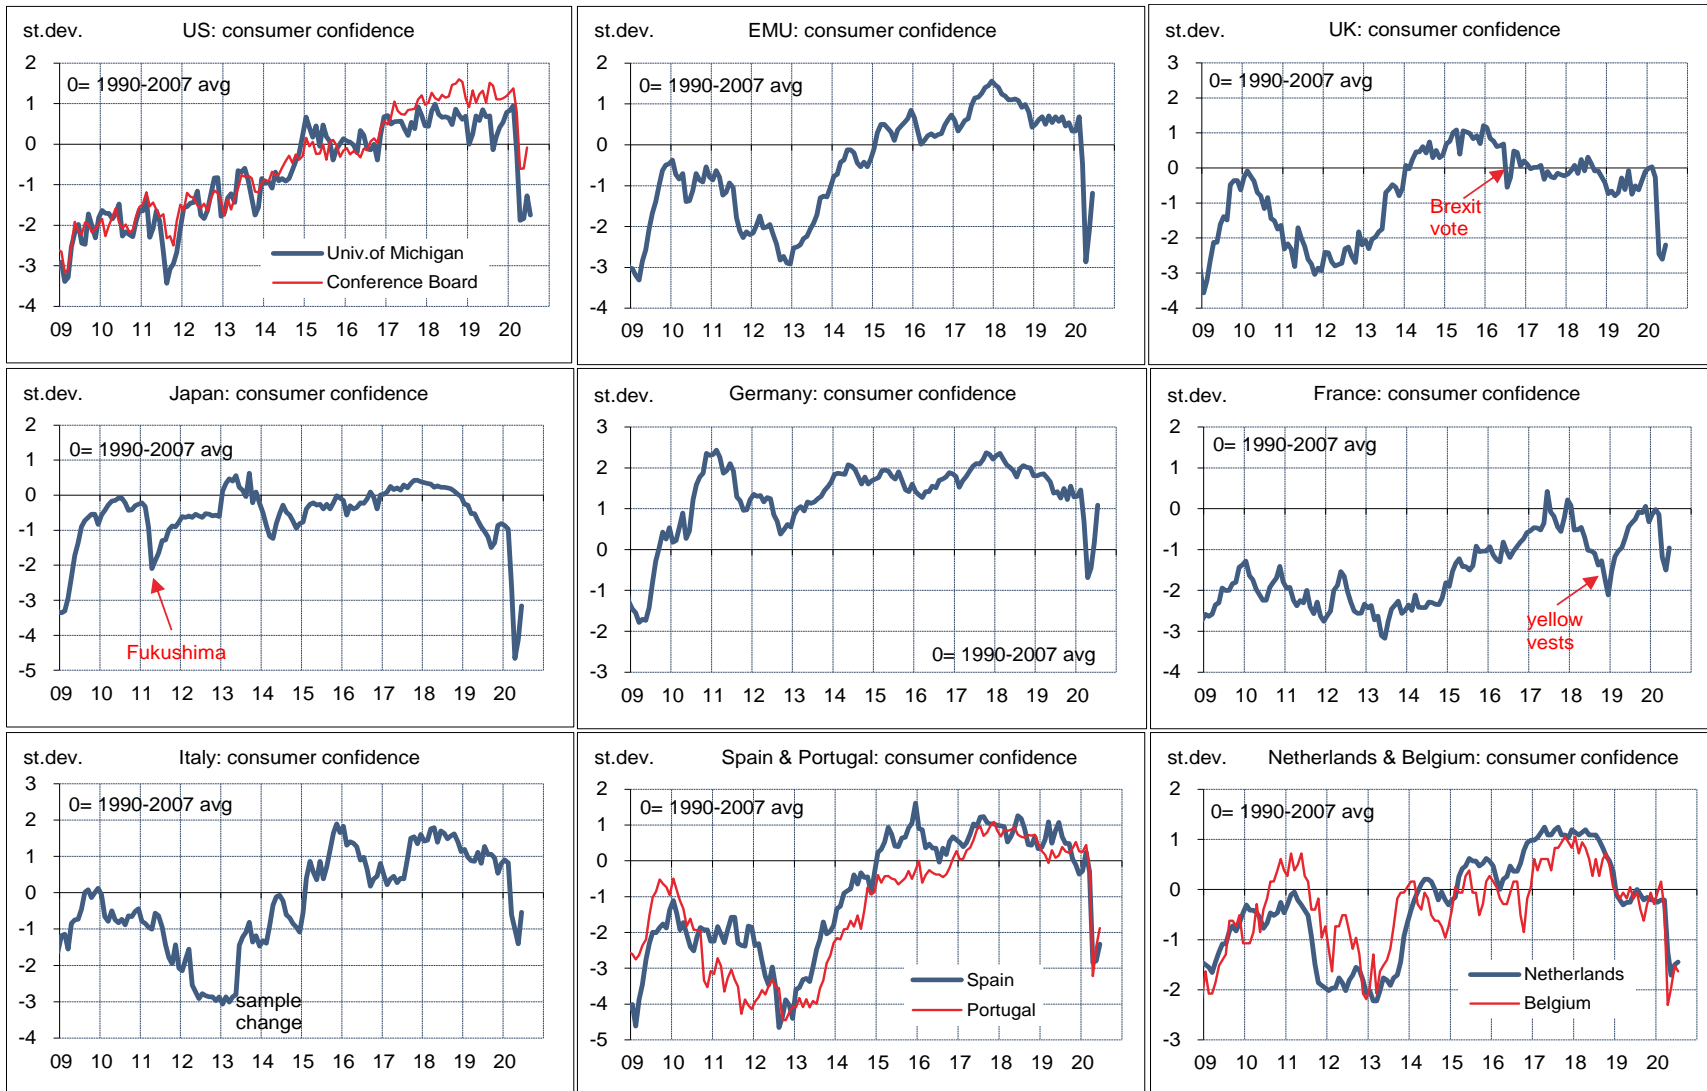 st.dev.
US: consumer confidence
0= 1990-2007 avg
2
1
0
-1
-2
-3
-4
Univ.of Michigan
Conference Board
09 10 11 12 13 14 15 16 17 18 19 20
st.dev.
EMU: consumer confidence
0= 1990-2007 avg
2
1
0
-1
-2
-3
-4
09 10 11 12 13 14 15 16 17 18 19 20
st.dev.
UK: consumer confidence
0= 1990-2007 avg
3
2
1
0
-1
-2
-3
-4
Brexit
vote
09 10 11 12 13 14 15 16 17 18 19 20
st.dev.
Japan: consumer confidence
0= 1990-2007 avg
2
1
0
-1
-2
-3
-4
-5
Fukushima
09 10 11 12 13 14 15 16 17 18 19 20
st.dev.
Germany: consumer confidence
3
2
1
0
-1
-2
-3
0= 1990-2007 avg
09 10 11 12 13 14 15 16 17 18 19 20
st.dev.
France: consumer confidence
0= 1990-2007 avg
2
1
0
-1
-2
-3
-4
yellow
vests
09 10 11 12 13 14 15 16 17 18 19 20
st.dev.
Italy: consumer confidence
0= 1990-2007 avg
3
2
1
0
-1
-2
-3
-4
sample
change
09 10 11 12 13 14 15 16 17 18 19 20
st.dev.
Spain & Portugal: consumer confidence
0= 1990-2007 avg
2
1
0
-1
-2
-3
-4
-5
Spain
Portugal
09 10 11 12 13 14 15 16 17 18 19 20
st.dev.
Netherlands & Belgium: consumer confidence
0= 1990-2007 avg
2
1
0
-1
-2
-3
Netherlands
Belgium
09 10 11 12 13 14 15 16 17 18 19 20